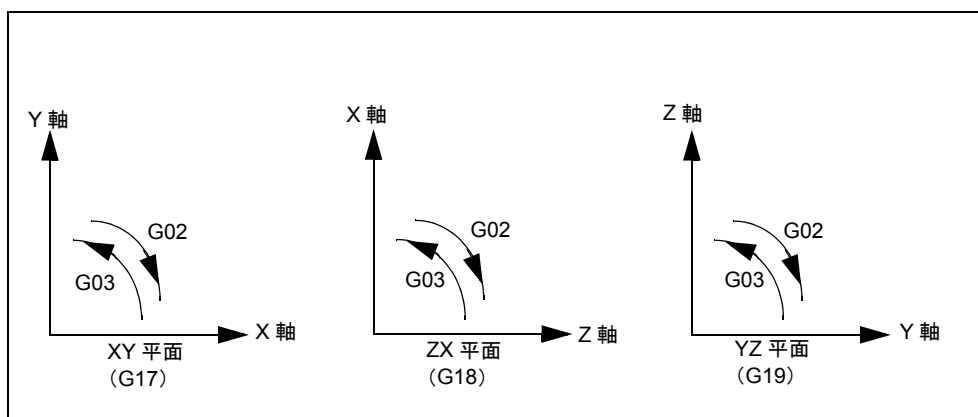 Y 軸
G02
G03
X 軸
XY 平面
（G17）
X 軸
G02
G03
Z 軸
ZX 平面
（G18）
Z 軸
G02
G03
Y 軸
YZ 平面
（G19）